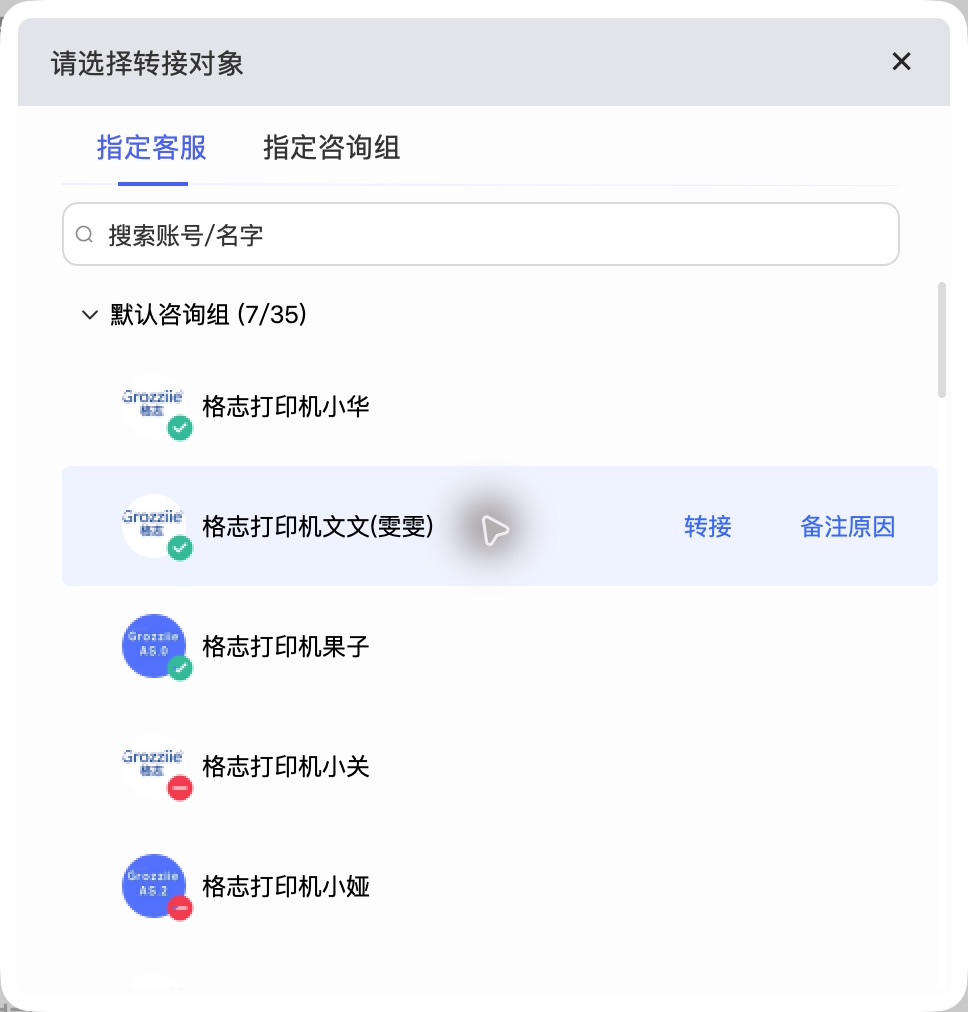 请选择转接对象
指定客服 指定咨询组
搜索账号/名字
默认咨询组 (7/35)
Grozziie
格志
格志打印机小华
Grozziie
格志
格志打印机文文(雯雯) 转接 备注原因
Grozziie
AS.0
格志打印机果子
Grozziie
格志
格志打印机小关
Grozziie
AS.2
格志打印机小娅